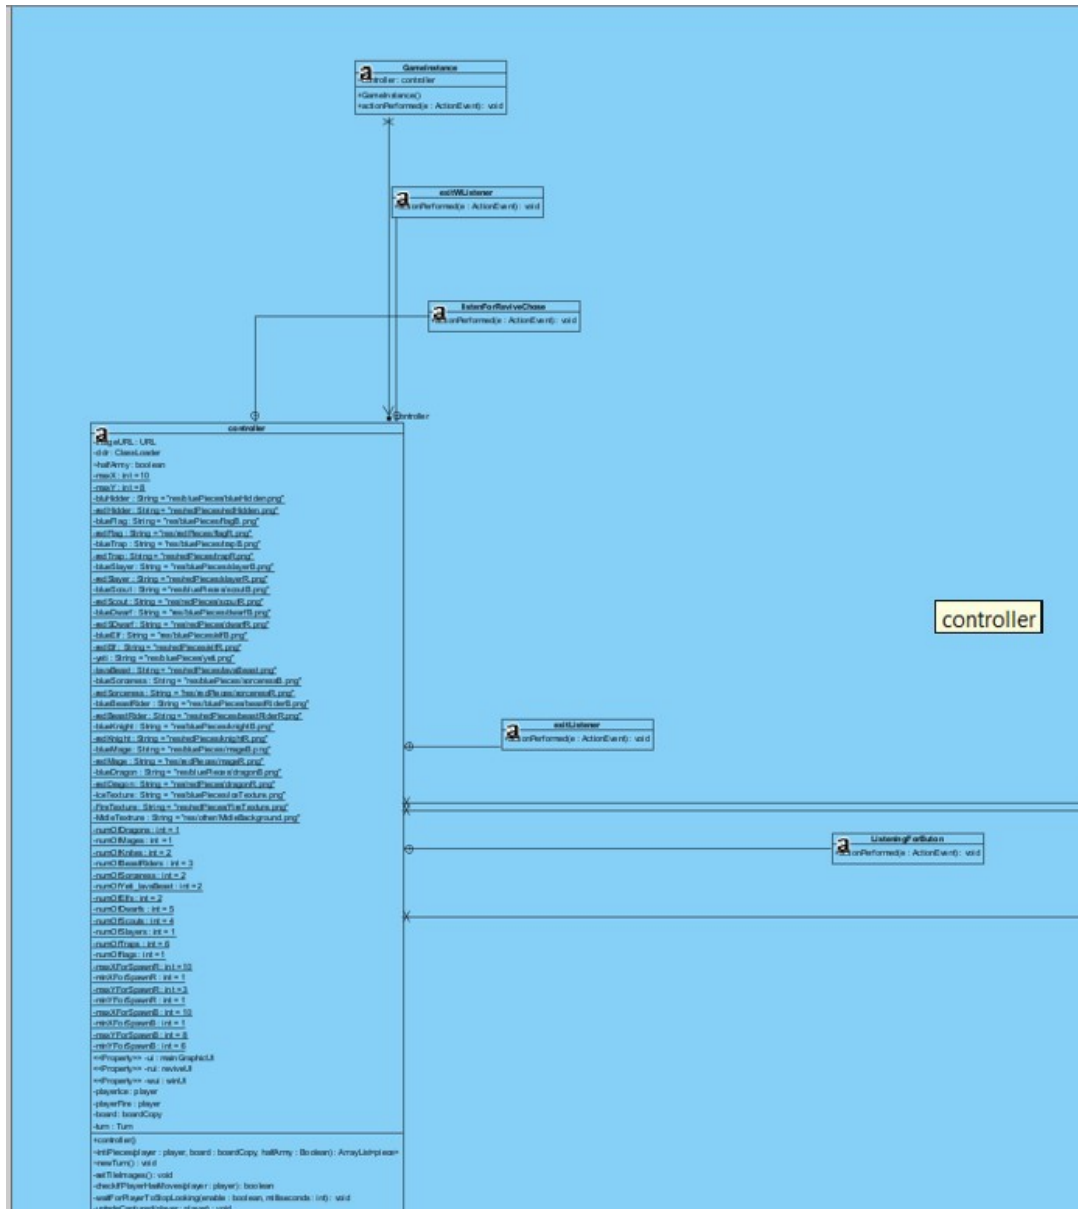 GameInstance
controller : controller
+GameInstance()
+actionPerformed(e : ActionEvent) : void
exitWListener
actionPerformed(e : ActionEvent) : void
listenForReviveChose
actionPerformed(e : ActionEvent) : void
controller
controller
-imageURL : URL
-cldr : ClassLoader
~halfArmy : boolean
-maxX : int = 10
-maxY : int = 8
-bluHidder : String = "res/bluePieces/blueHidden.png"
-redHidder : String = "res/redPieces/redHidden.png"
-blueFlag : String = "res/bluePieces/flagB.png"
-redFlag : String = "res/redPieces/flagR.png"
-blueTrap : String = "res/bluePieces/trapB.png"
-redTrap : String = "res/redPieces/trapR.png"
-blueSlayer : String = "res/bluePieces/slayerB.png"
-redSlayer : String = "res/redPieces/slayerR.png"
-blueScout : String = "res/bluePieces/scoutB.png"
-redScout : String = "res/redPieces/scoutR.png"
-blueDwarf : String = "res/bluePieces/dwarfB.png"
-redSDwarf : String = "res/redPieces/dwarfR.png"
-blueElf : String = "res/bluePieces/elfB.png"
-redElf : String = "res/redPieces/elfR.png"
-yeti : String = "res/bluePieces/yeti.png"
-lavaBeast : String = "res/redPieces/lavaBeast.png"
-blueSorceress : String = "res/bluePieces/sorceressB.png"
-redSorceress : String = "res/redPieces/sorceressR.png"
-blueBeastRider : String = "res/bluePieces/beastRiderB.png"
-redBeastRider : String = "res/redPieces/beastRiderR.png"
-blueKnight : String = "res/bluePieces/knightB.png"
-redKnight : String = "res/redPieces/knightR.png"
-blueMage : String = "res/bluePieces/mageB.png"
-redMage : String = "res/redPieces/mageR.png"
-blueDragon : String = "res/bluePieces/dragonB.png"
-redDragon : String = "res/redPieces/dragonR.png"
-IceTexture : String = "res/bluePieces/IceTexture.png"
-FireTexture : String = "res/redPieces/FireTexture.png"
-MidleTextrure : String = "res/other/MidleBackground.png"
-numOfDragons : int = 1
-numOfMages : int = 1
-numOfKnites : int = 2
-numOfBeastRiders : int = 3
-numOfSorceress : int = 2
-numOfYeti_lavaBeast : int = 2
-numOfElfs : int = 2
-numOfDwarfs : int = 5
-numOfScouts : int = 4
-numOfSlayers : int = 1
-numOfTraps : int = 6
-numOflags : int = 1
-maxXForSpawnR : int = 10
-minXForSpawnR : int = 1
-maxYForSpawnR : int = 3
-minYForSpawnR : int = 1
-maxXForSpawnB : int = 10
-minXForSpawnB : int = 1
-maxYForSpawnB : int = 8
-minYForSpawnB : int = 6
<<Property>> -ui : mainGraphicUI
<<Property>> -rui : reviveUI
<<Property>> -wui : winUI
-playerIce : player
-playerFire : player
-board : boardCopy
-turn : Turn
+controller()
~intPieces(player : player, board : boardCopy, halfArmy : Boolean) : ArrayList<piece>
~newTurn() : void
-setTileImages() : void
-checkIfPlayerHasMoves(player : player) : boolean
-waitForPlayerToStopLooking(enable : boolean, milliseconds : int) : void
controller
exitListener
actionPerformed(e : ActionEvent) : void
ListeningForButon
actionPerformed(e : ActionEvent) : void